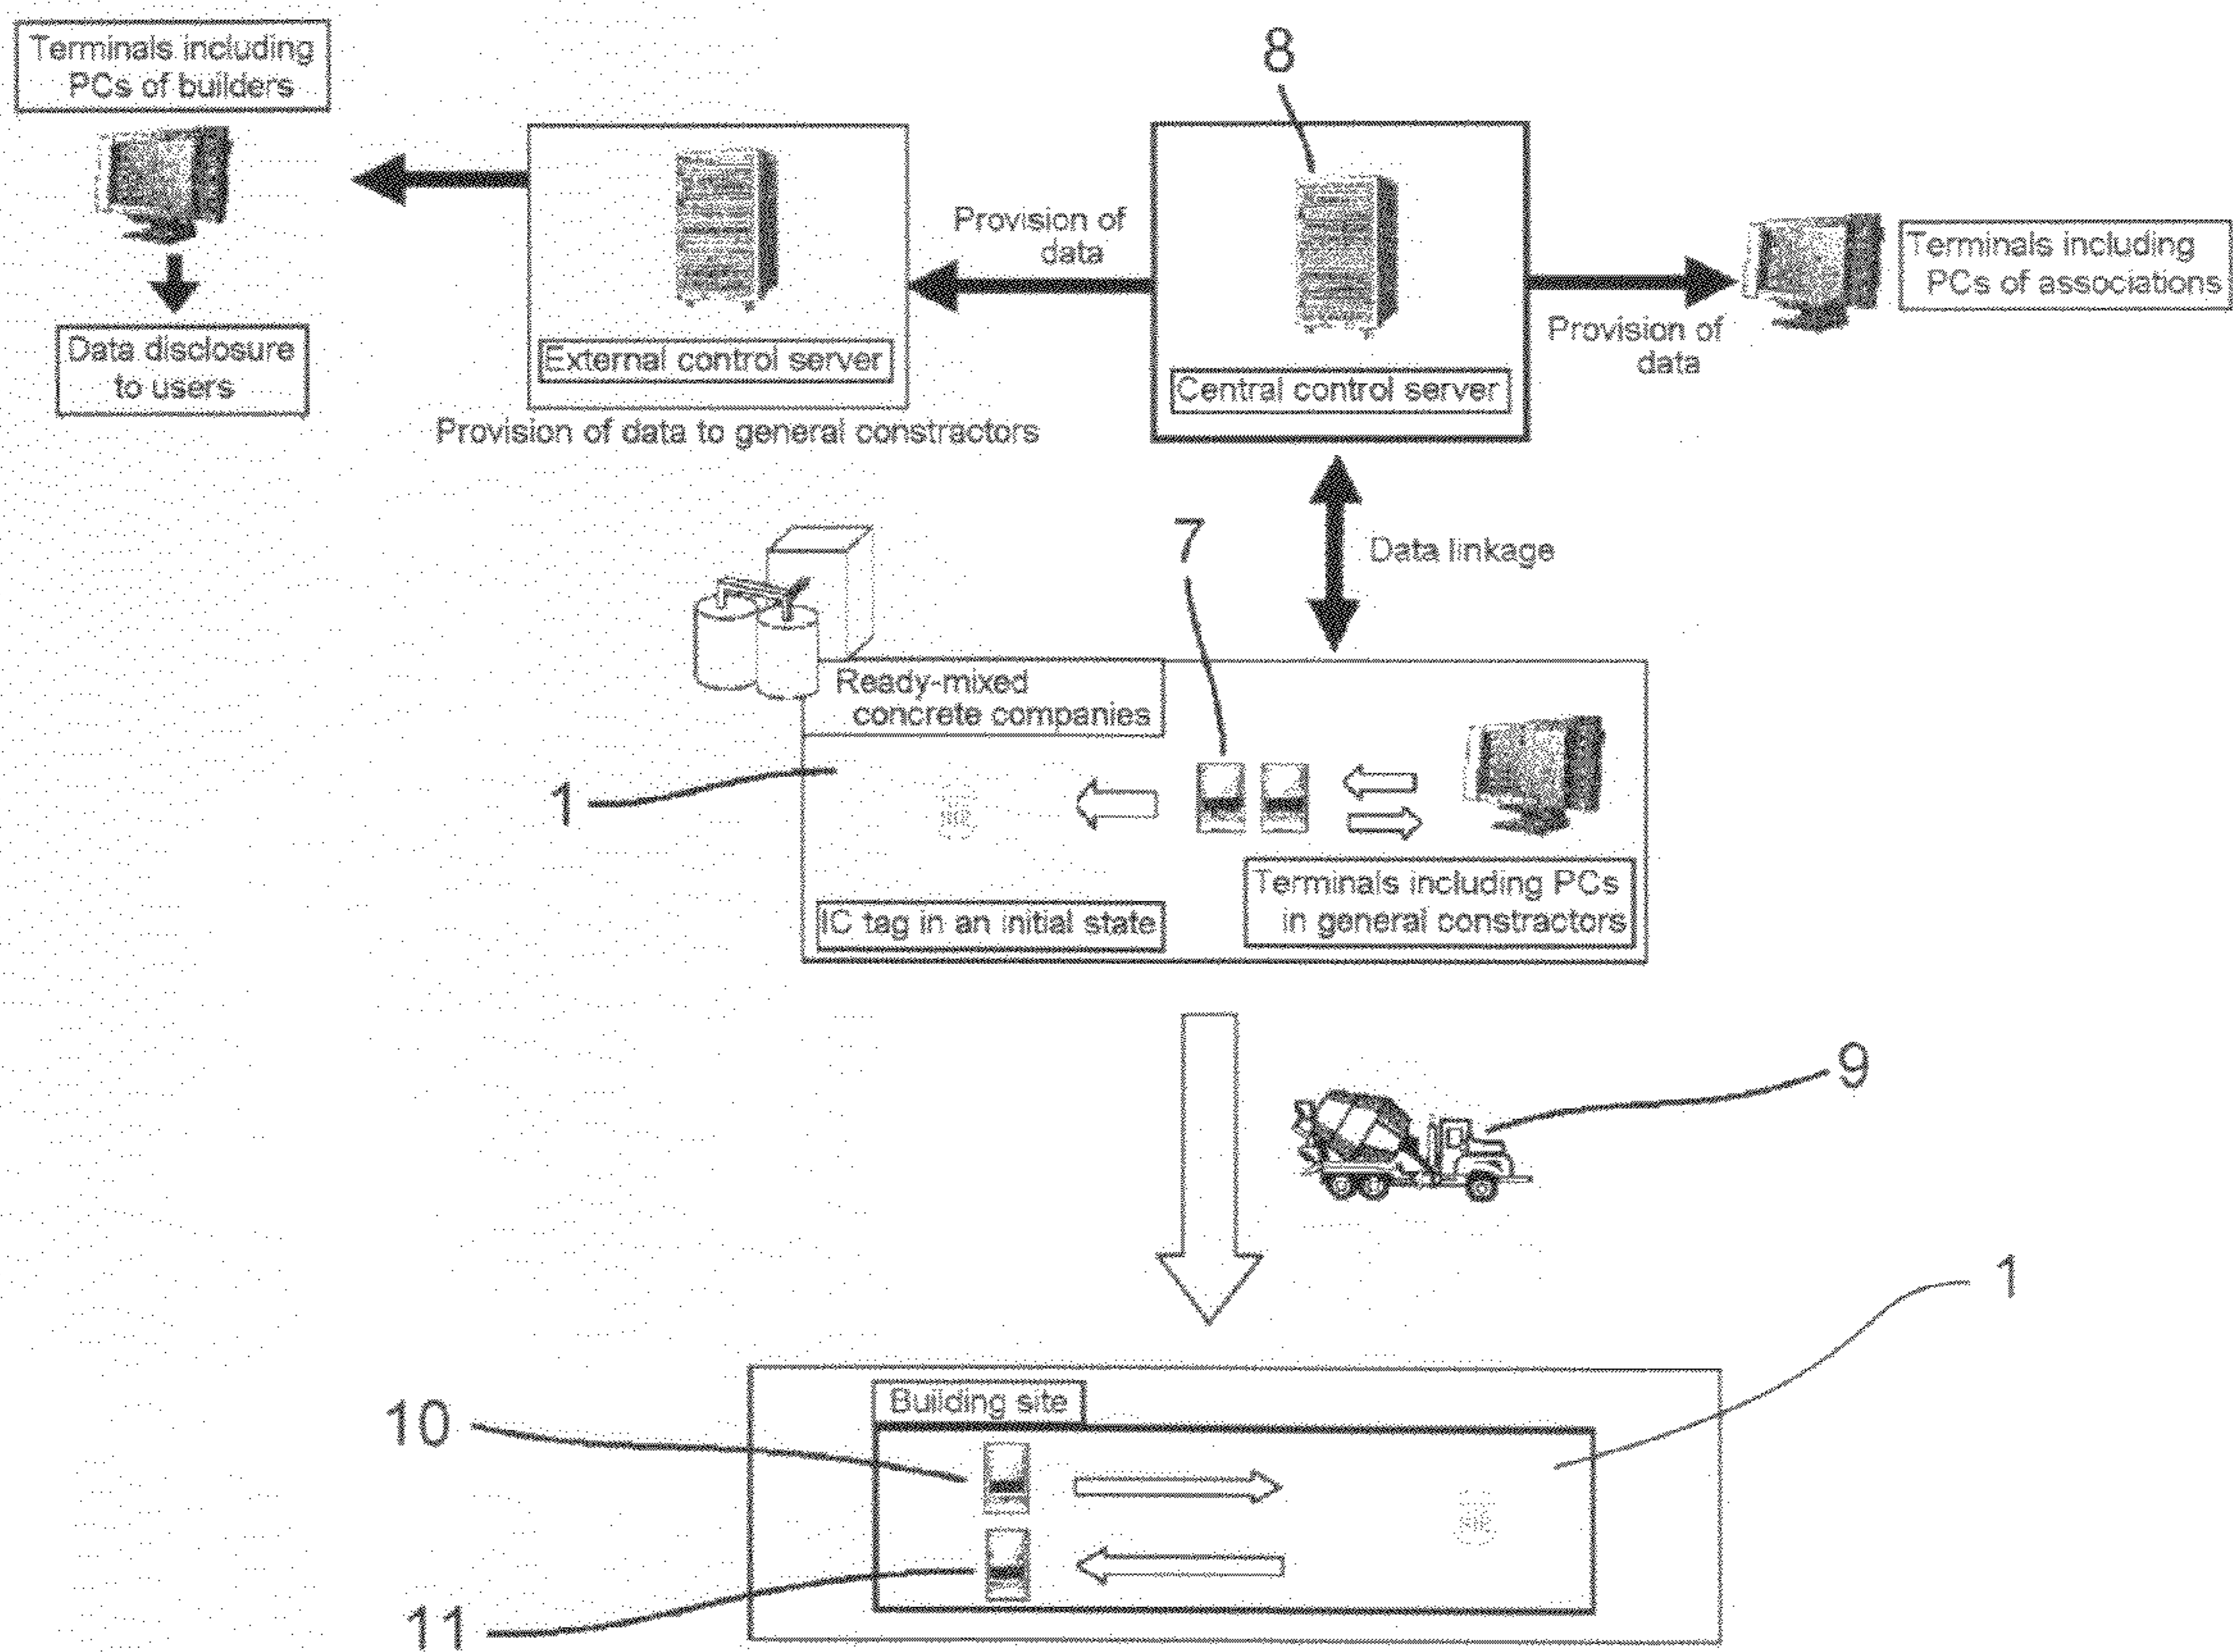 Terminals including
PCs of builders
8
Provision of
data
Terminals including
PCs of associations
Data disclosure
to users
External control server
Central control server
Provision of
data
Provision of data to general constractors
7
Data linkage
Ready-mixed
concrete companies
1
Terminals including PCs
in general constractors
IC tag in an initial state
9
1
Building site
10
11